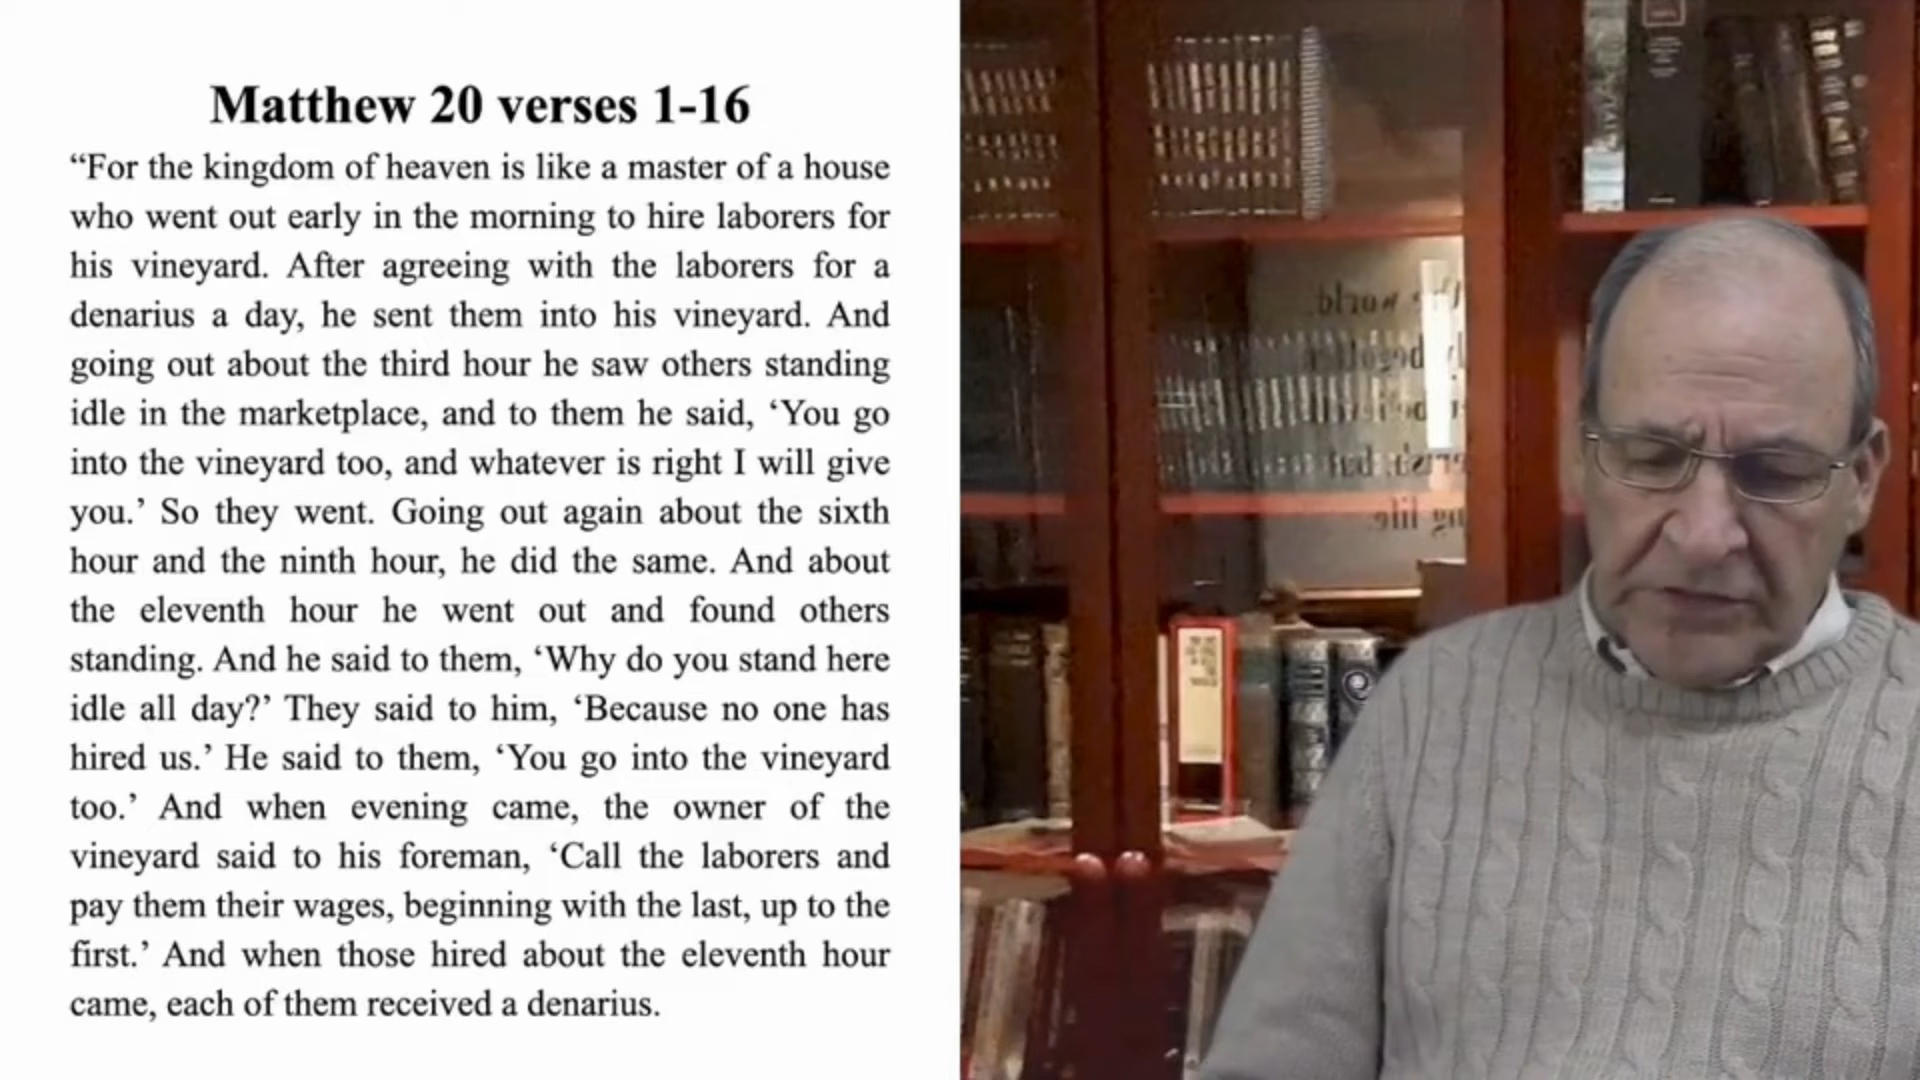 Matthew 20 verses 1-16
“For the kingdom of heaven is like a master of a house
who went out early in the morning to hire laborers for
his vineyard. After agreeing with the laborers for a
denarius a day, he sent them into his vineyard. And
going out about the third hour he saw others standing
idle in the marketplace, and to them he said, ‘You go
into the vineyard too, and whatever is right I will give
you.’ So they went. Going out again about the sixth
hour and the ninth hour, he did the same. And about
the eleventh hour he went out and found others
standing. And he said to them, ‘Why do you stand here
idle all day?’ They said to him, ‘Because no one has
hired us.’ He said to them, ‘You go into the vineyard
too.’ And when evening came, the owner of the
vineyard said to his foreman, ‘Call the laborers and
pay them their wages, beginning with the last, up to the
first.’ And when those hired about the eleventh hour
came, each of them received a denarius.
world
life